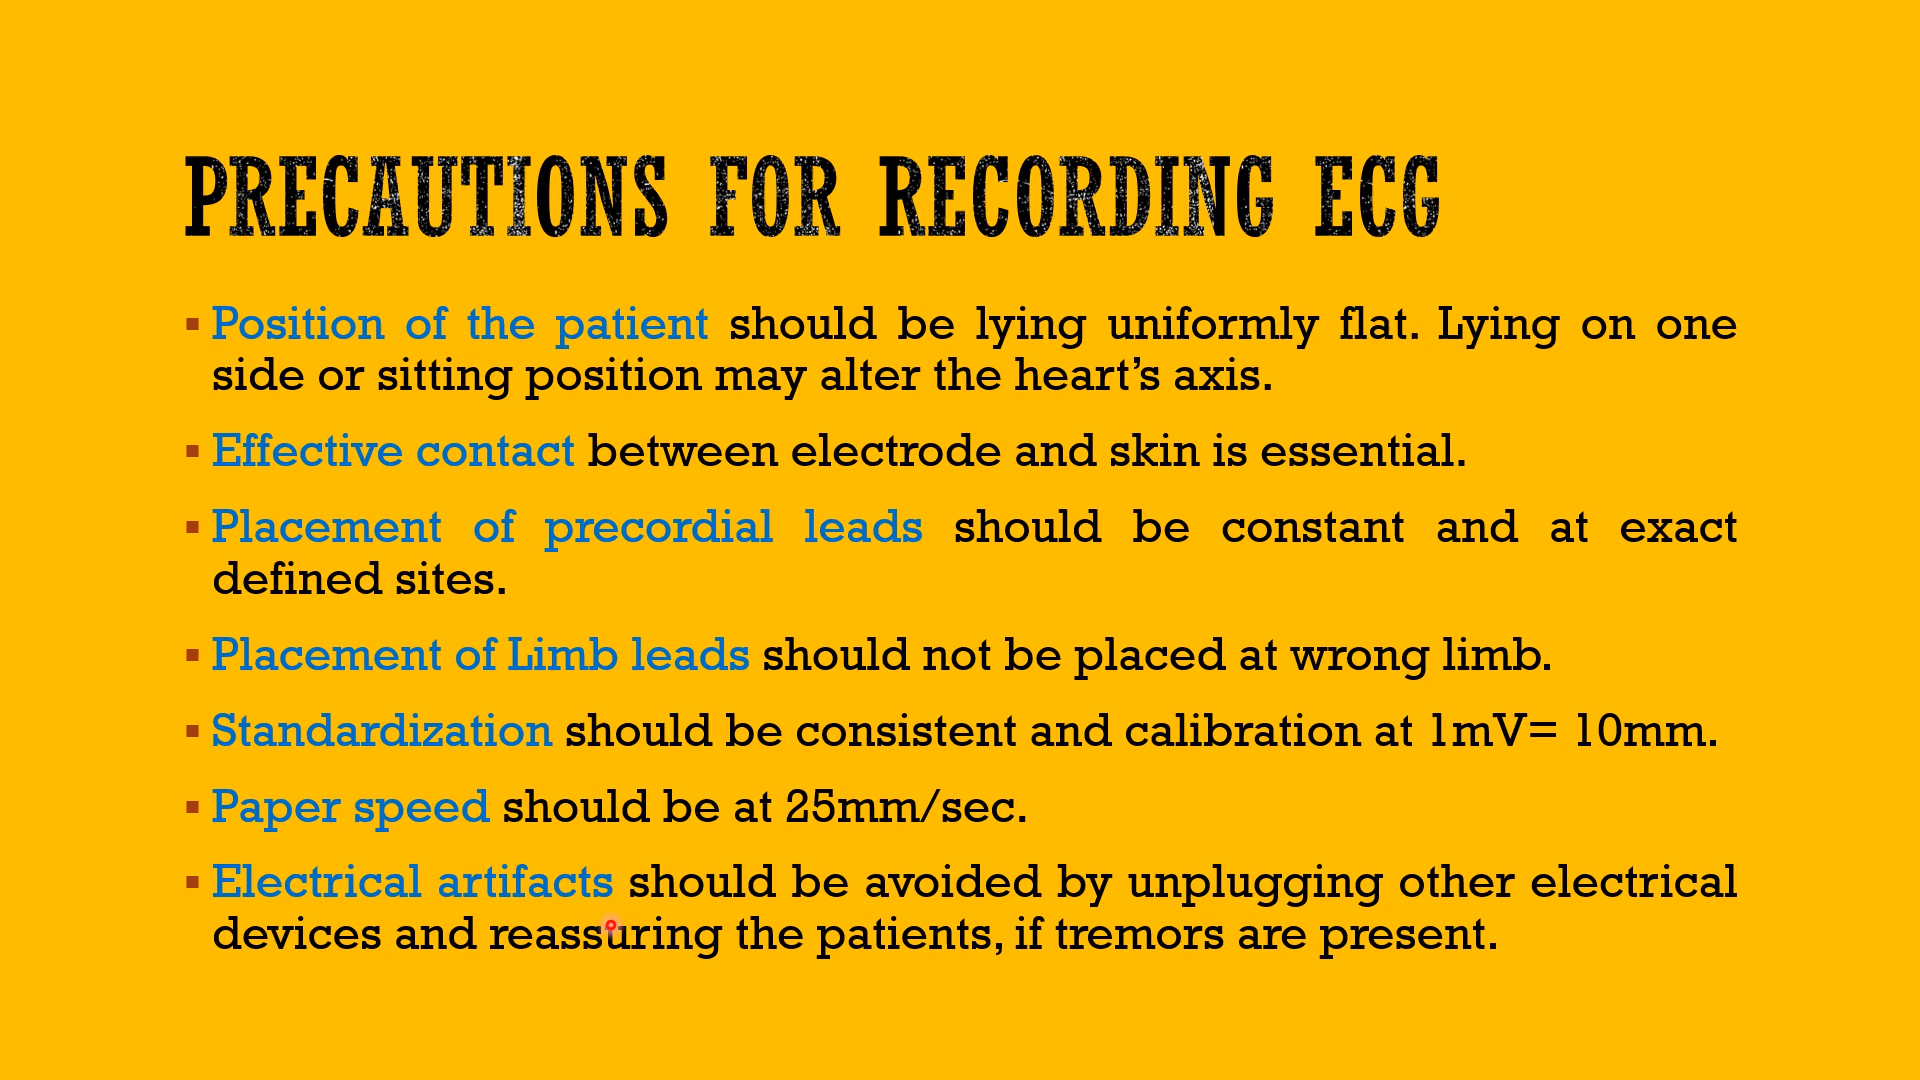 PRECAUTIONS FOR RECORDING ECG
▪ Position of the patient should be lying uniformly flat. Lying on one
side or sitting position may alter the heart’s axis.
▪ Effective contact between electrode and skin is essential.
▪ Placement of precordial leads should be constant and at exact
defined sites.
▪ Placement of Limb leads should not be placed at wrong limb.
▪ Standardization should be consistent and calibration at 1mV= 10mm.
▪ Paper speed should be at 25mm/sec.
▪ Electrical artifacts should be avoided by unplugging other electrical
devices and reassuring the patients, if tremors are present.